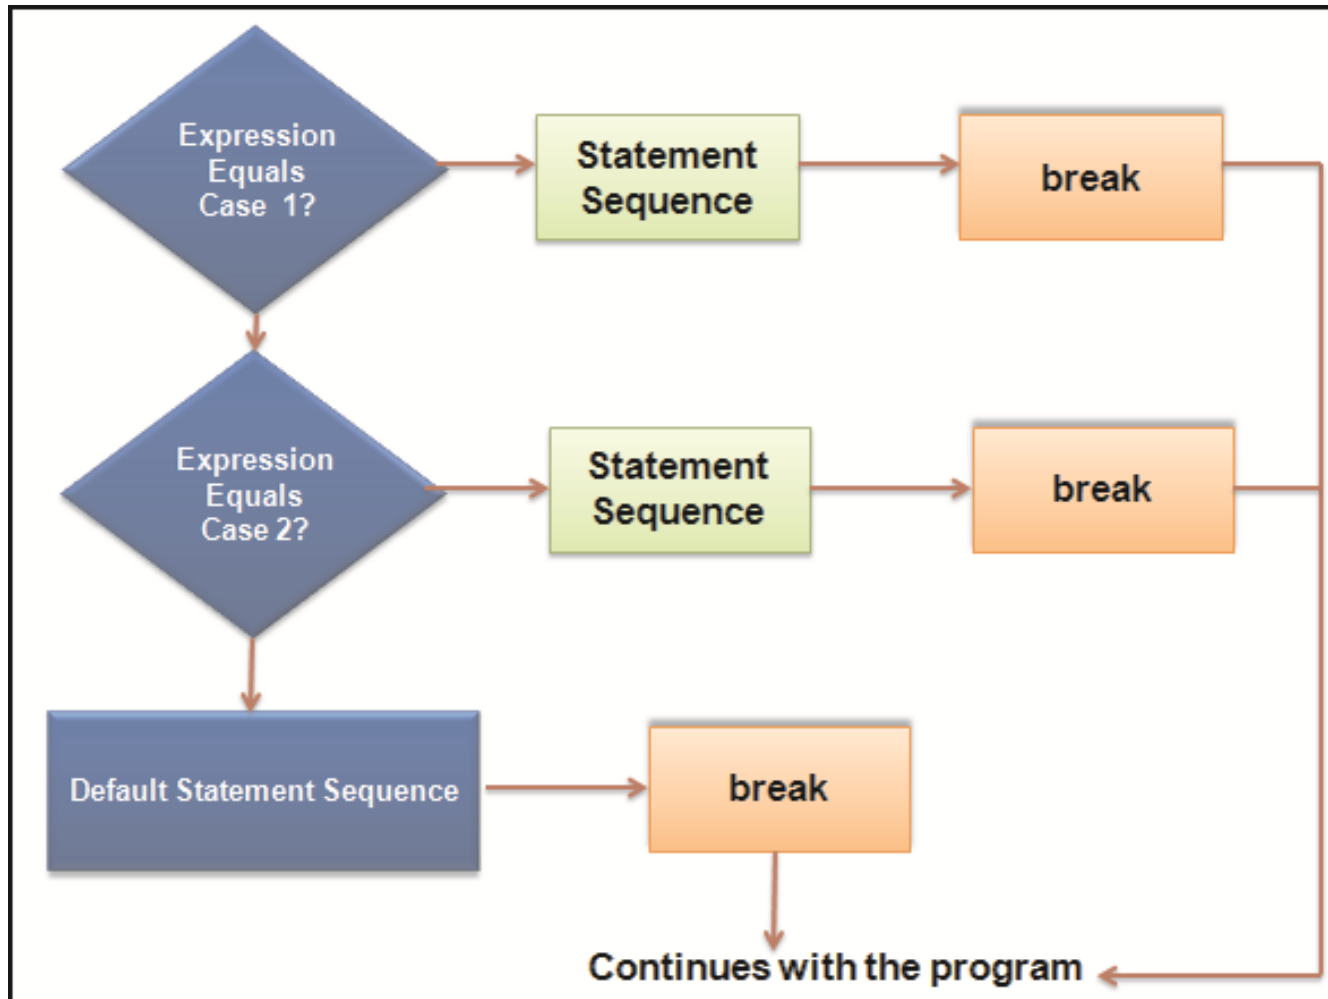 Expression
Equals
Case 1?
Statement
Sequence
break
Expression
Equals
Case 2?
Statement
Sequence
break
Default Statement Sequence
break
Continues with the program